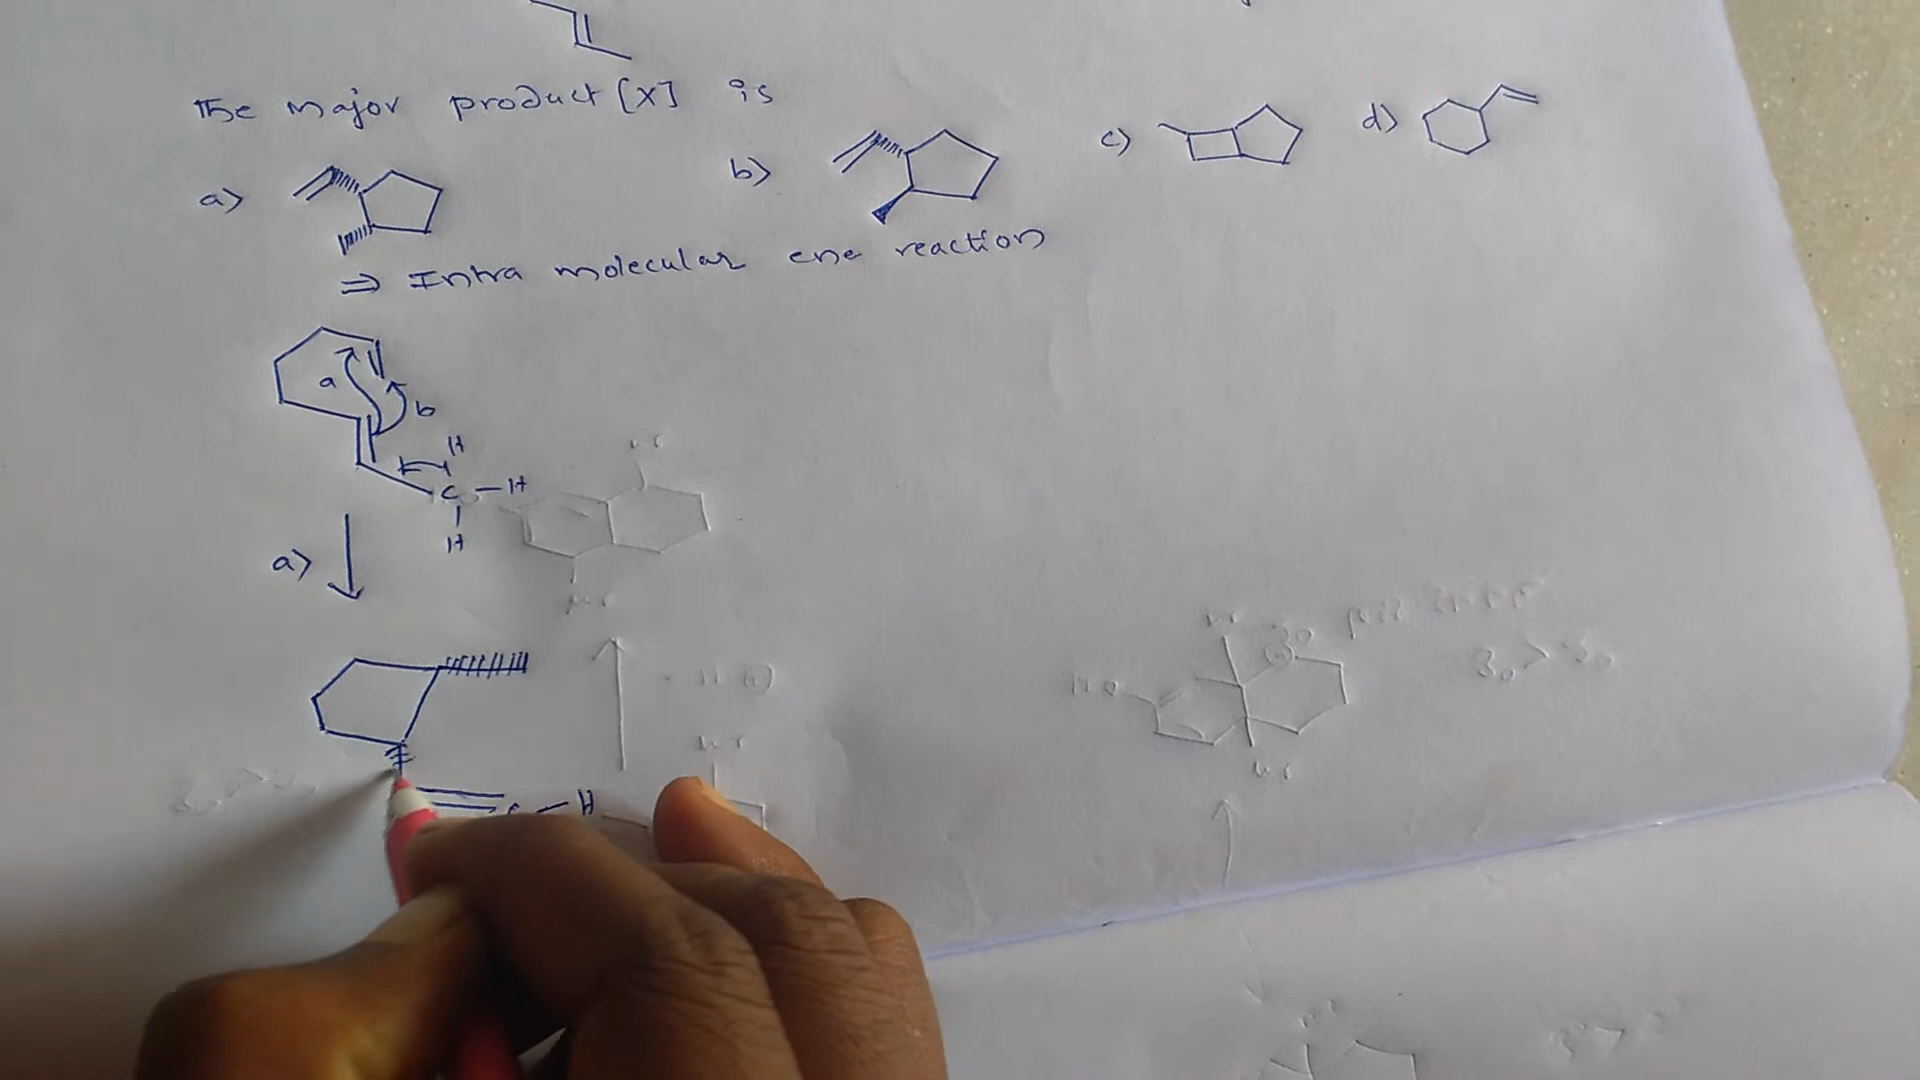 The major product [X] is
a)
b)
c)
d)
⇒ Intra molecular ene reaction
a
b
H
C - H
H
a)
C - H